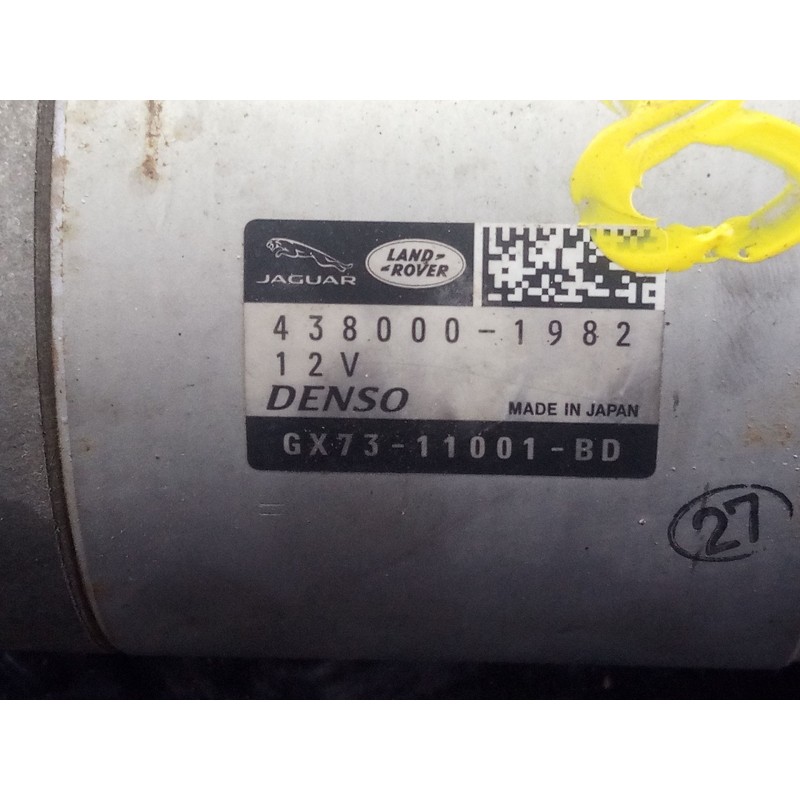 JAGUAR
LAND-
-ROVER
438000-1982
12V
DENSO MADE IN JAPAN
GX73-11001-BD
27